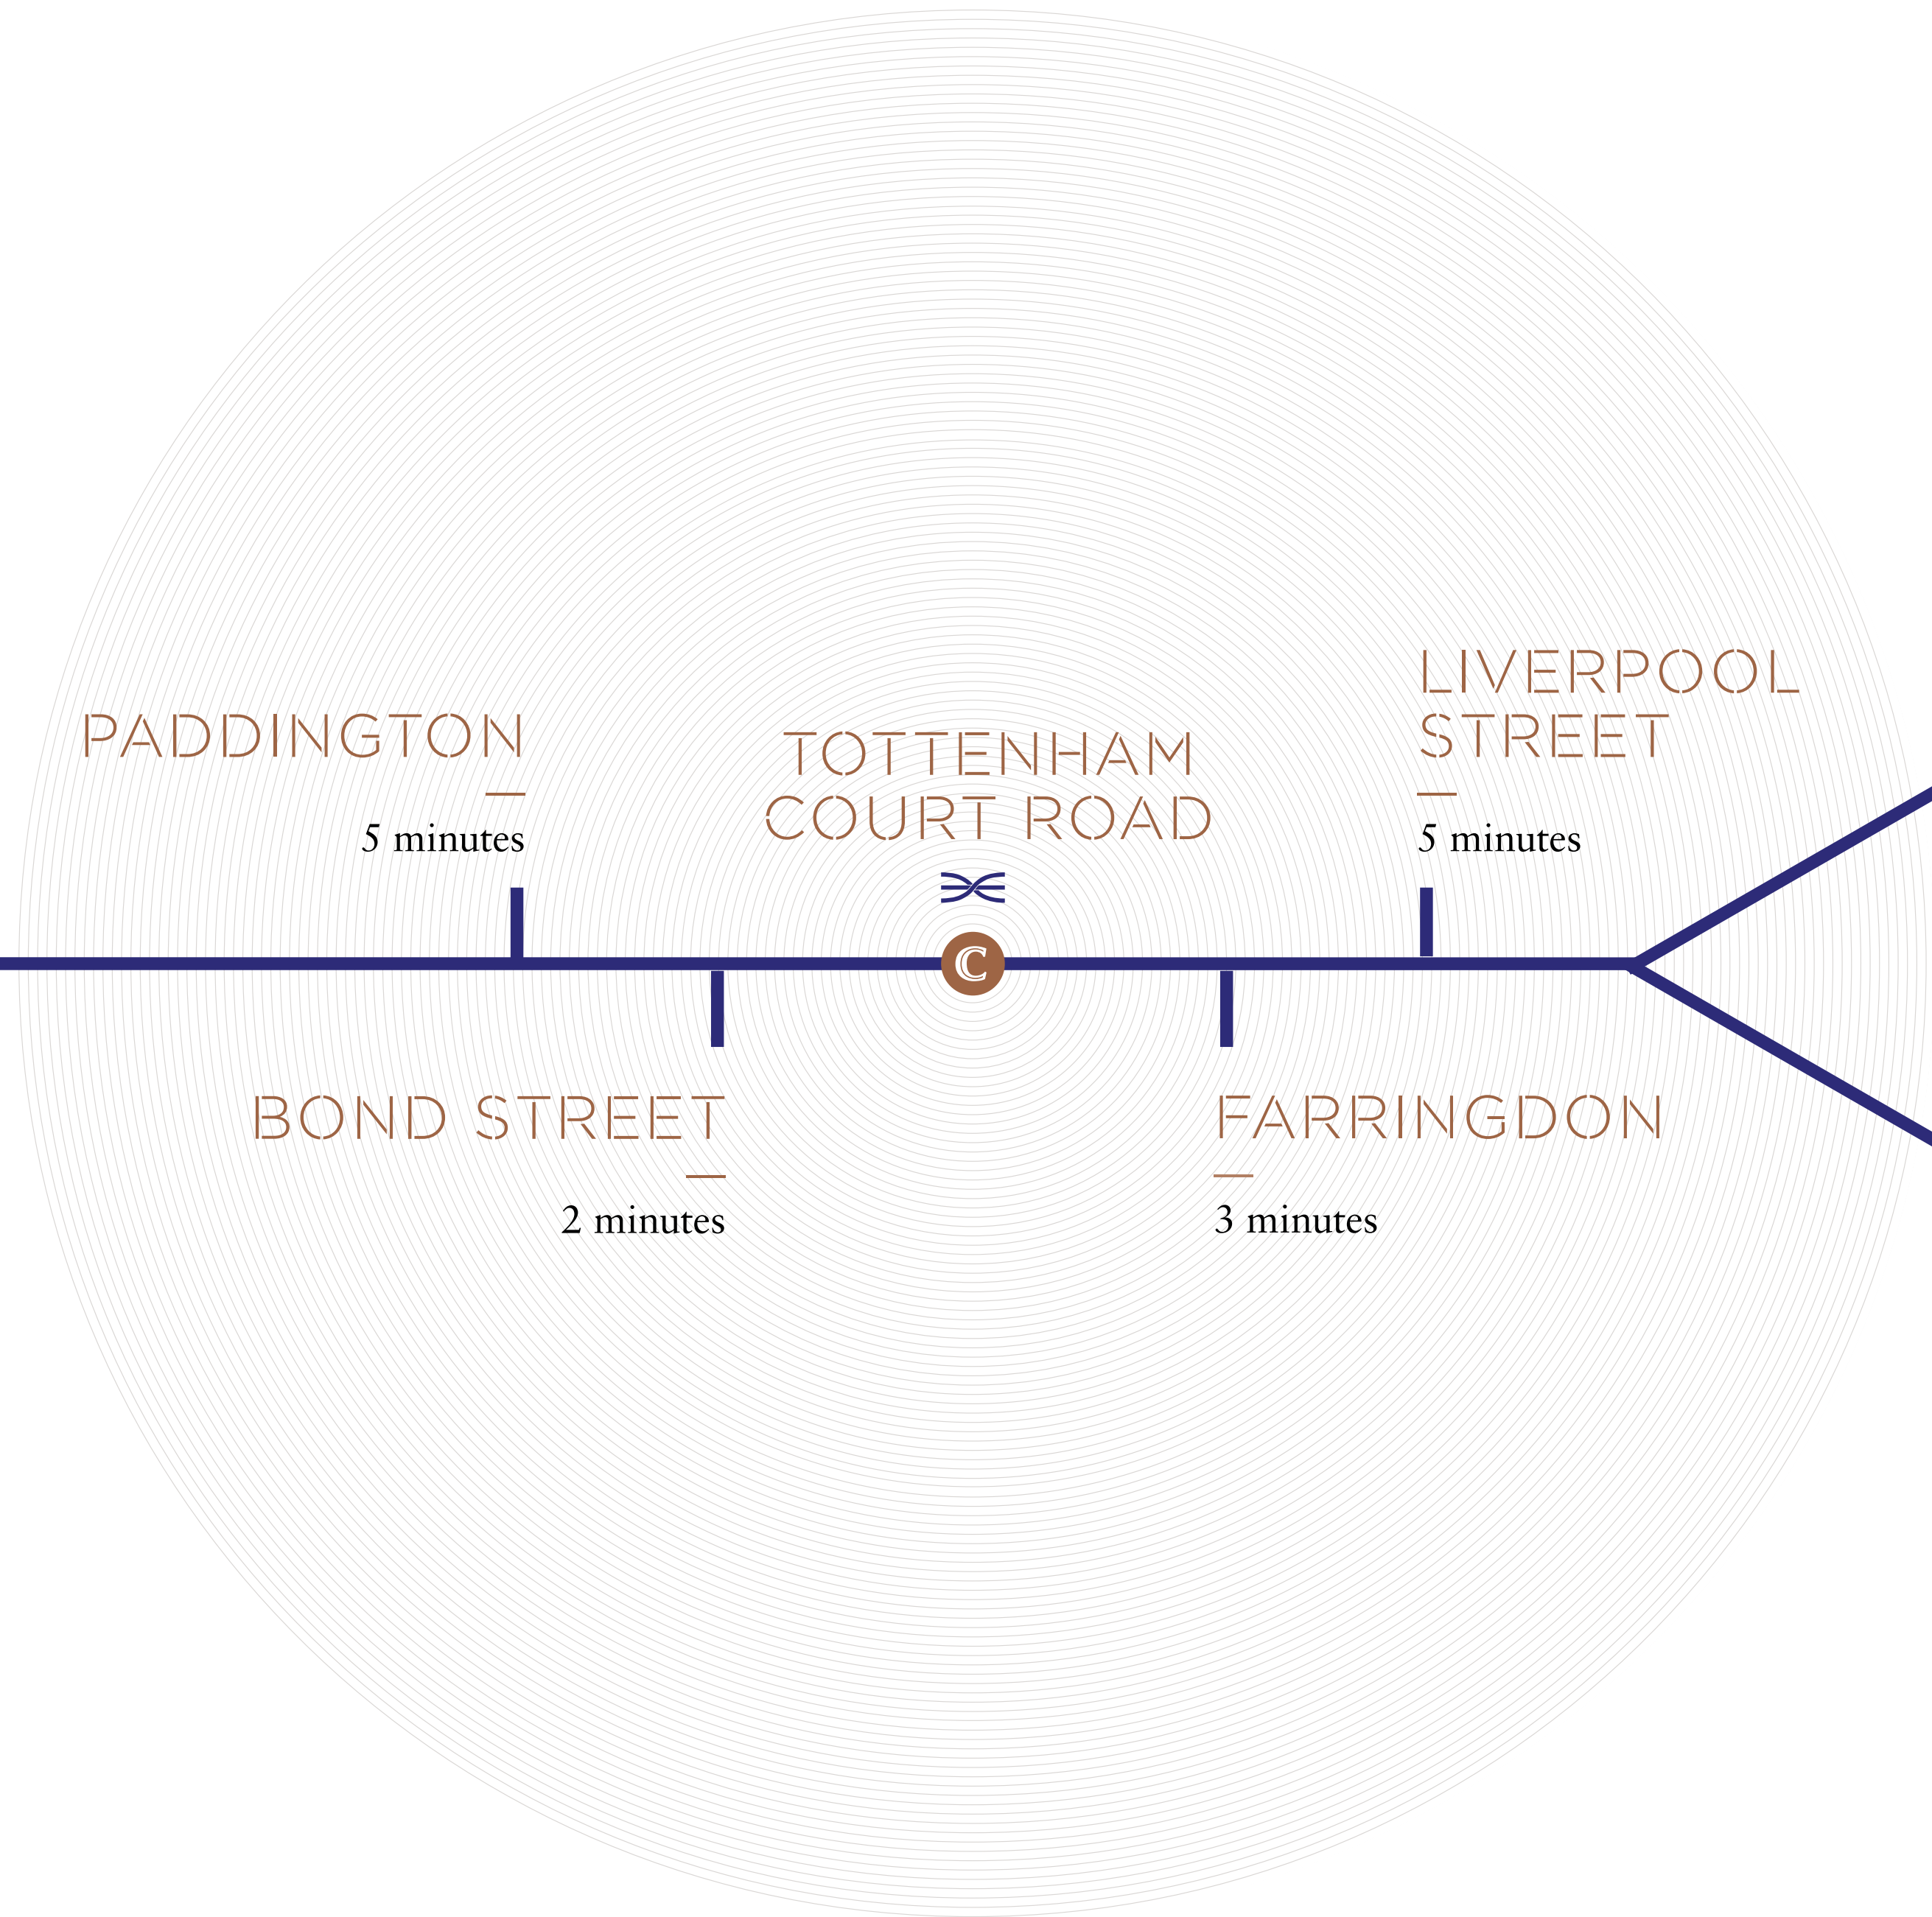 PADDINGTON
5 minutes
BOND STREET
2 minutes
TOTTENHAM
COURT ROAD
C
FARRINGDON
3 minutes
LIVERPOOL
STREET
5 minutes